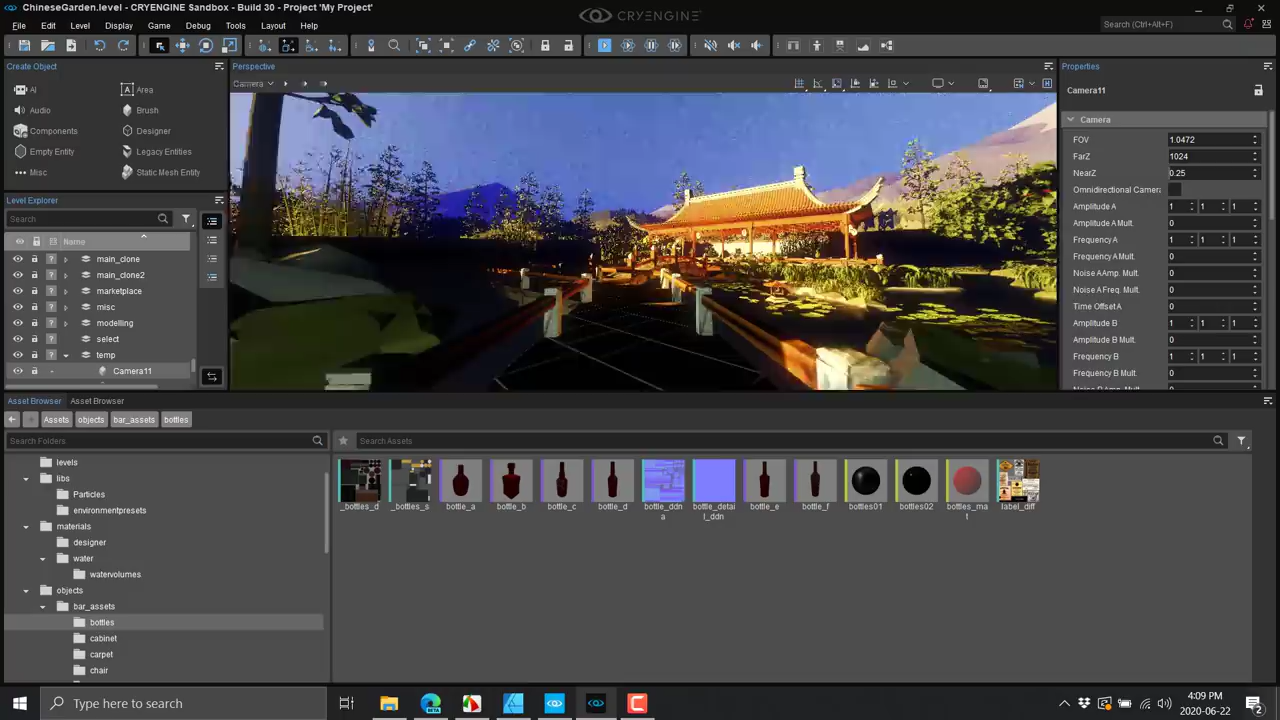 ChineseGarden.level - CRYENGINE Sandbox - Build 30 - Project 'My Project'
CRYENGINE
File Edit Level Display Game Debug Tools Layout Help
Search (Ctrl+Alt+F)
Create Object
AI
Area
Audio
Brush
Components
Designer
Empty Entity
Legacy Entities
Misc
Static Mesh Entity
Level Explorer
Search
Name
main_clone
main_clone2
marketplace
misc
modelling
select
temp
Camera11
Perspective
Camera
Properties
Camera11
Camera
FOV 1.0472
FarZ 1024
NearZ 0.25
Omnidirectional Camera
Amplitude A 1 1 1
Amplitude A Mult. 0
Frequency A 1 1 1
Frequency A Mult. 0
Noise A Amp. Mult. 0
Noise A Freq. Mult. 0
Time Offset A 0
Amplitude B 1 1 1
Amplitude B Mult. 0
Frequency B 1 1 1
Frequency B Mult. 0
Noise B Amp. Mult. 0
Asset Browser Asset Browser
Assets objects bar_assets bottles
Search Folders
Search Assets
levels
libs
Particles
environmentpresets
materials
designer
water
watervolumes
objects
bar_assets
bottles
cabinet
carpet
chair
_bottles_d
_bottles_s
bottle_a
bottle_b
bottle_c
bottle_d
bottle_ddn
a
bottle_detai
l_ddn
bottle_e
bottle_f
bottles01
bottles02
bottles_ma
t
label_diff
Type here to search
BETA
4:09 PM
2020-06-22
2